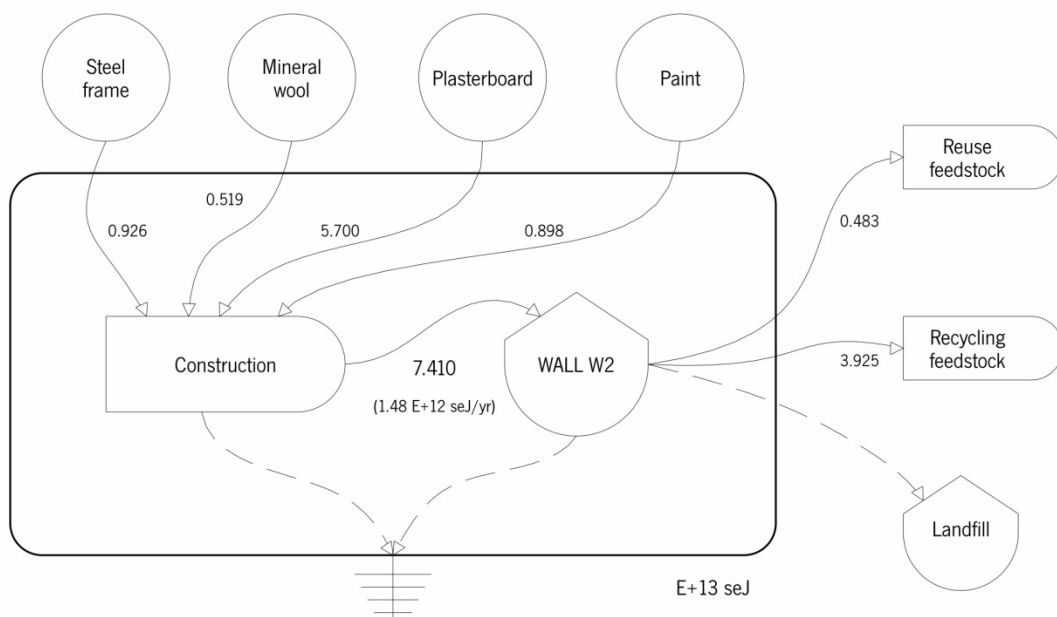 Steel
frame
Mineral
wool
Plasterboard
Paint
Reuse
feedstock
0.519
0.926
5.700
0.898
0.483
Construction
7.410
(1.48 E+12 seJ/yr)
WALL W2
Recycling
feedstock
3.925
Landfill
E+13 seJ